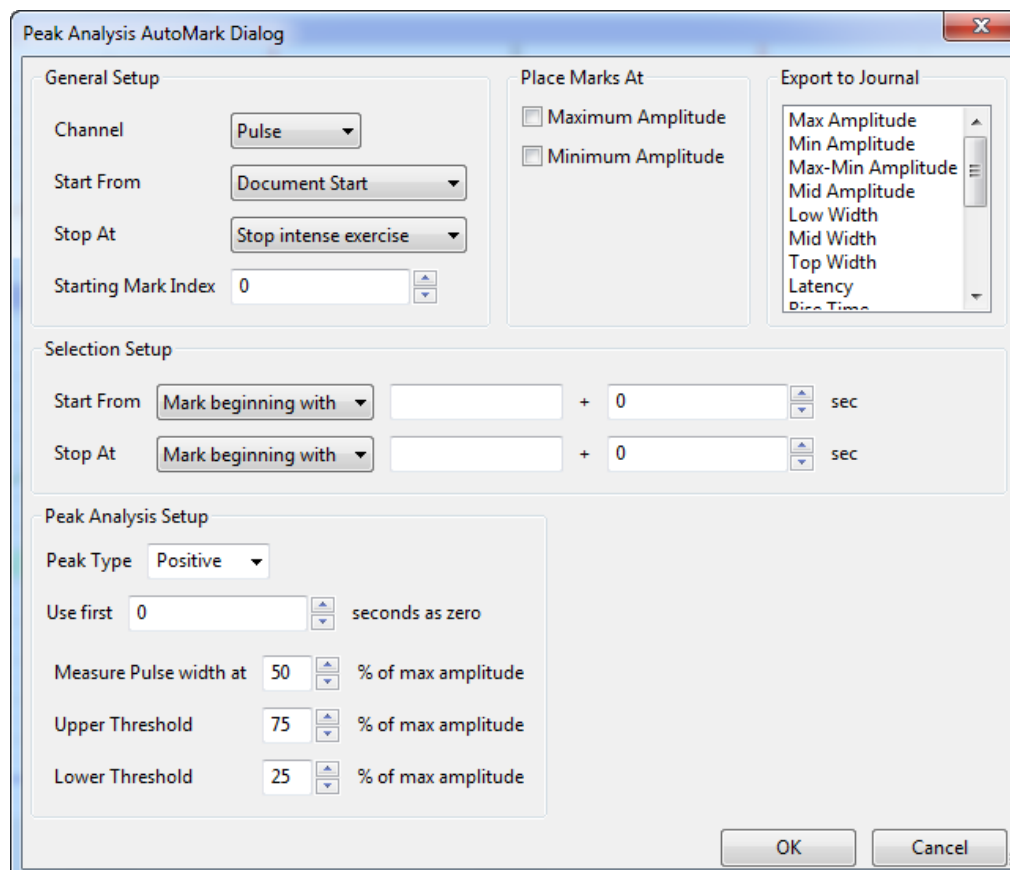 Peak Analysis AutoMark Dialog
General Setup
Channel Pulse
Start From Document Start
Stop At Stop intense exercise
Starting Mark Index 0
Place Marks At
Maximum Amplitude
Minimum Amplitude
Export to Journal
Max Amplitude
Min Amplitude
Max-Min Amplitude
Mid Amplitude
Low Width
Mid Width
Top Width
Latency
Rise Time
Selection Setup
Start From Mark beginning with + 0 sec
Stop At Mark beginning with + 0 sec
Peak Analysis Setup
Peak Type Positive
Use first 0 seconds as zero
Measure Pulse width at 50 % of max amplitude
Upper Threshold 75 % of max amplitude
Lower Threshold 25 % of max amplitude
OK Cancel